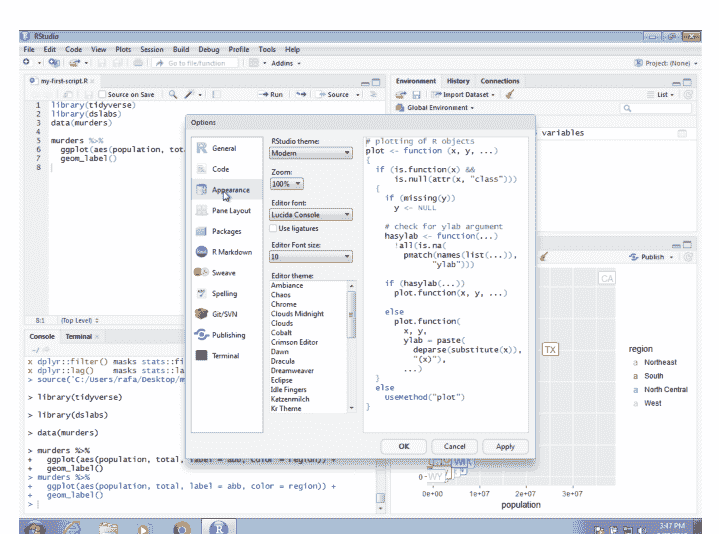 RStudio
File Edit Code View Plots Session Build Debug Profile Tools Help
Go to file/function Addins Project: (None)
my-first-script.R
Source on Save Run Source
1 library(tidyverse)
2 library(dslabs)
3 data(murders)
4
5 murders %>%
6 ggplot(aes(population, tot
7 geom_label()
8
8:1 (Top Level)
Console Terminal
~/
x dplyr::filter() masks stats::fi
x dplyr::lag() masks stats::la
> source('C:/Users/rafa/Desktop/m
> library(tidyverse)
> library(dslabs)
> data(murders)
> murders %>%
+ ggplot(aes(population, total, label = abb, color = region)) +
+ geom_label()
> murders %>%
+ ggplot(aes(population, total, label = abb, color = region)) +
+ geom_label()
>
Options
General
Code
Appearance
Pane Layout
Packages
R Markdown
Sweave
Spelling
Git/SVN
Publishing
Terminal
RStudio theme:
Modern
Zoom:
100%
Editor font:
Lucida Console
Use ligatures
Editor Font size:
10
Editor theme:
Ambiance
Chaos
Chrome
Clouds Midnight
Clouds
Cobalt
Crimson Editor
Dawn
Dracula
Dreamweaver
Eclipse
Idle Fingers
Katzenmilch
Kr Theme
# plotting of R objects
plot <- function (x, y, ...)
{
if (is.function(x) &&
is.null(attr(x, "class")))
{
if (missing(y))
y <- NULL
# check for ylab argument
hasylab <- function(...)
!all(is.na(
pmatch(names(list(...)),
"ylab")))
if (hasylab(...))
plot.function(x, y, ...)
else
plot.function(
x, y,
ylab = paste(
deparse(substitute(x)),
"(x)"),
...)
}
else
UseMethod("plot")
}
OK Cancel Apply
Environment History Connections
Import Dataset List
Global Environment
variables
Publish
CA
TX
WY
region
a Northeast
a South
a North Central
a West
0
0e+00 1e+07 2e+07 3e+07
population
3:47 PM